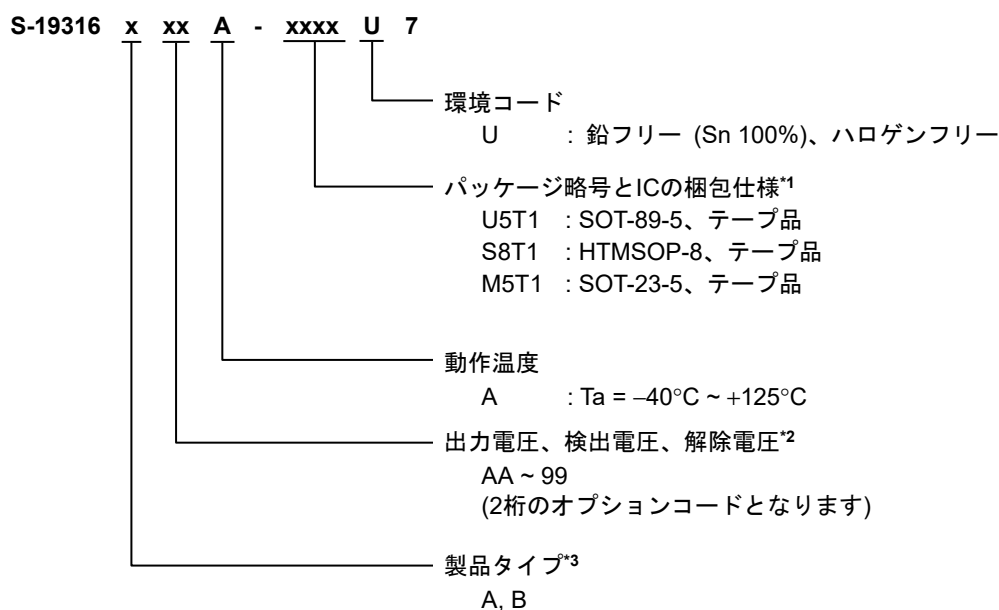 S-19316 x xx A - xxxx U 7
環境コード
U : 鉛フリー (Sn 100%)、ハロゲンフリー
パッケージ略号とICの梱包仕様*1
U5T1 : SOT-89-5、テープ品
S8T1 : HTMSOP-8、テープ品
M5T1 : SOT-23-5、テープ品
動作温度
A : Ta = −40°C ~ +125°C
出力電圧、検出電圧、解除電圧*2
AA ~ 99
(2桁のオプションコードとなります)
製品タイプ*3
A, B